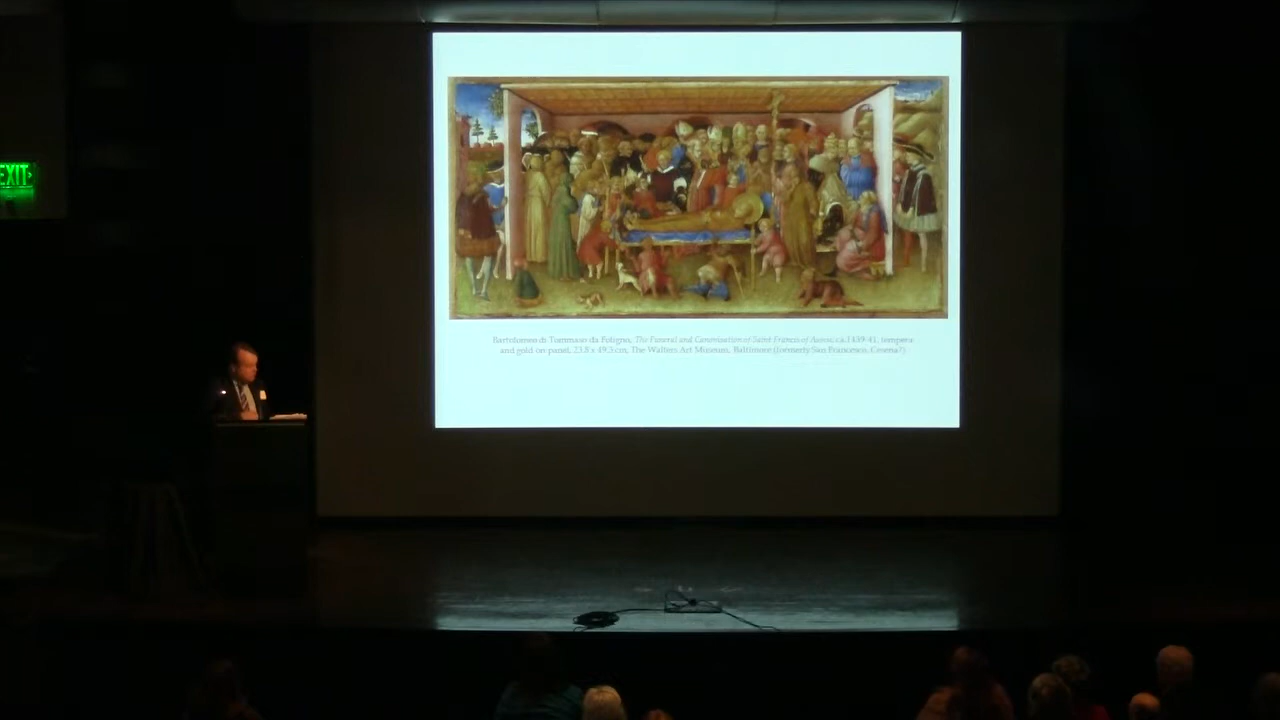 EXIT
Bartolomeo di Tommaso da Foligno, The Funeral and Canonization of Saint Francis of Assisi, ca. 1439-41, tempera
and gold on panel, 23.8 x 49.3 cm, The Walters Art Museum, Baltimore (formerly San Francesco, Cesena?)